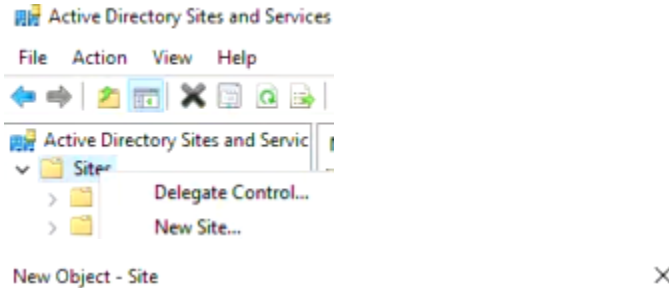 Active Directory Sites and Services
File Action View Help
Active Directory Sites and Servic
Sites
Delegate Control...
New Site...
New Object - Site